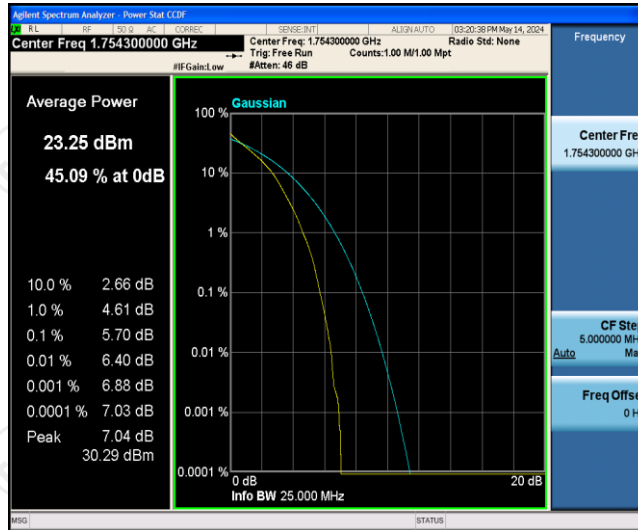 Agilent Spectrum Analyzer - Power Stat CCDF
RL RF 50 Ω AC CORREC SENSE:INT ALIGN AUTO 03:20:38 PM May 14, 2024
Center Freq 1.754300000 GHz
Center Freq: 1.754300000 GHz Radio Std: None
Trig: Free Run Counts:1.00 M/1.00 Mpt
#IFGain:Low #Atten: 46 dB
Frequency
Average Power
23.25 dBm
45.09 % at 0dB
10.0 % 2.66 dB
1.0 % 4.61 dB
0.1 % 5.70 dB
0.01 % 6.40 dB
0.001 % 6.88 dB
0.0001 % 7.03 dB
Peak 7.04 dB
30.29 dBm
Gaussian
100 %
10 %
1 %
0.1 %
0.01 %
0.001 %
0.0001 %
0 dB 20 dB
Info BW 25.000 MHz
Center Fre
1.754300000 GH
CF Ste
5.000000 MH
Auto Ma
Freq Offse
0 H
MSG STATUS